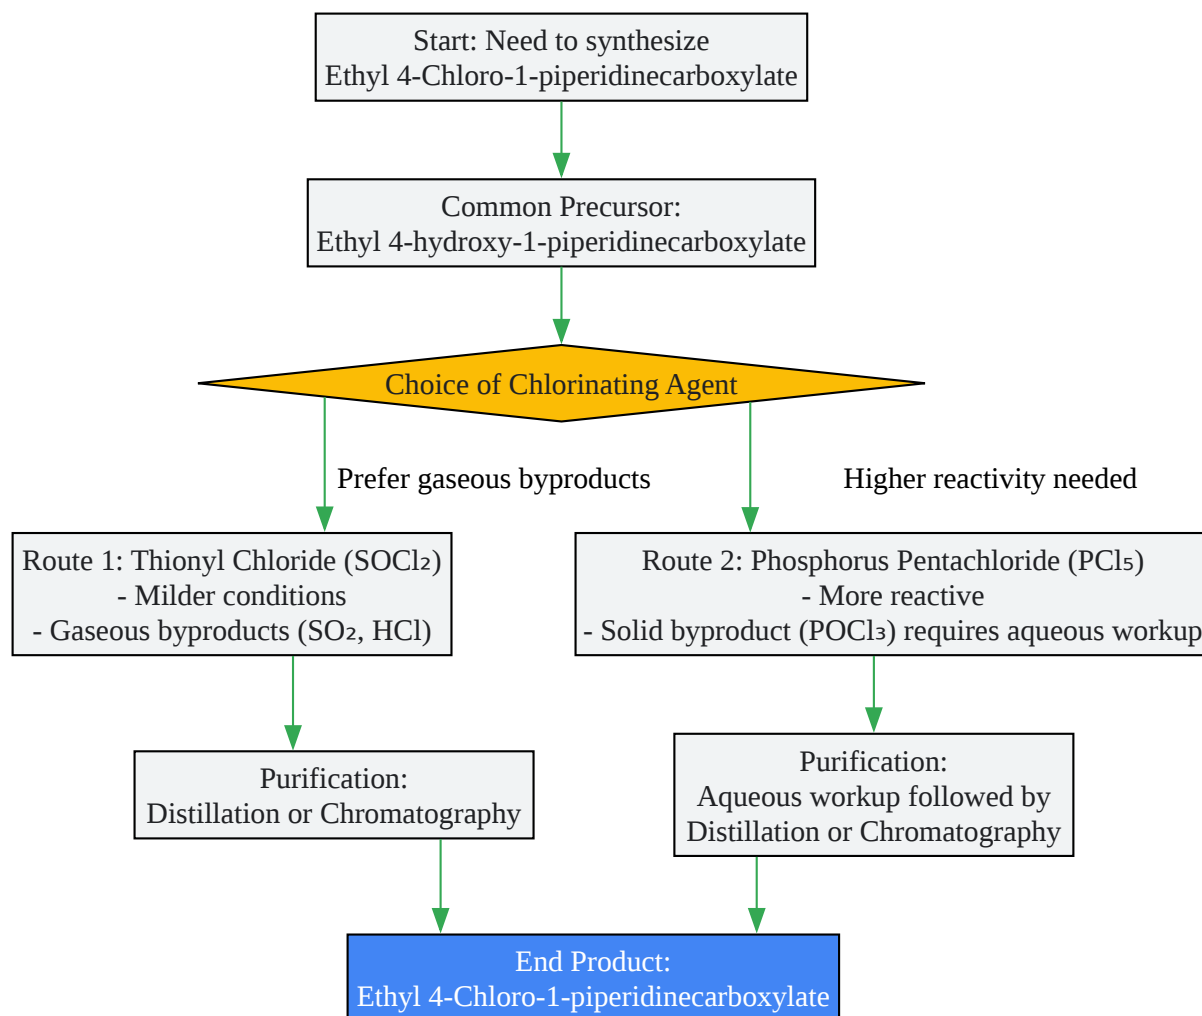 Start: Need to synthesize
Ethyl 4-Chloro-1-piperidinecarboxylate
Common Precursor:
Ethyl 4-hydroxy-1-piperidinecarboxylate
Choice of Chlorinating Agent
Prefer gaseous byproducts
Higher reactivity needed
Route 1: Thionyl Chloride (SOCl₂)
- Milder conditions
- Gaseous byproducts (SO₂, HCl)
Route 2: Phosphorus Pentachloride (PCl₅)
- More reactive
- Solid byproduct (POCl₃) requires aqueous workup
Purification:
Distillation or Chromatography
Purification:
Aqueous workup followed by
Distillation or Chromatography
End Product:
Ethyl 4-Chloro-1-piperidinecarboxylate